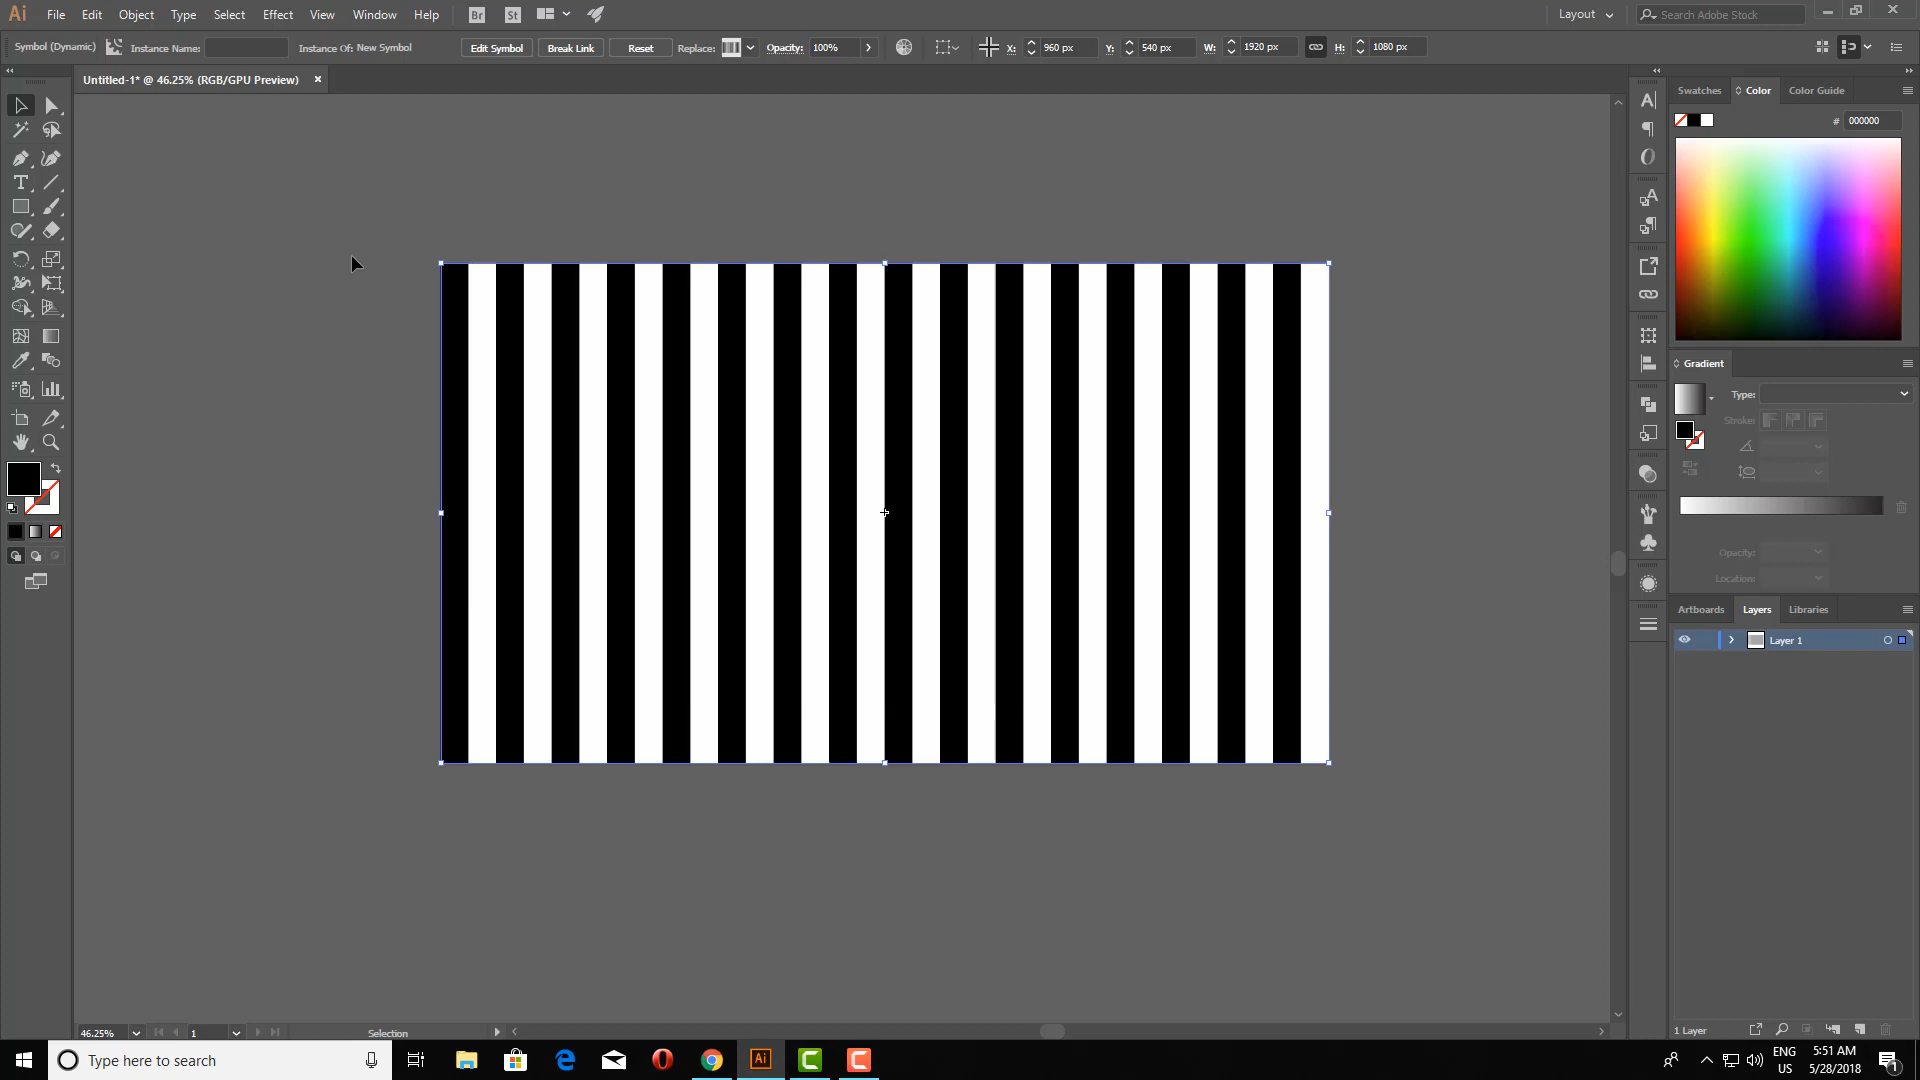 Ai File Edit Object Type Select Effect View Window Help Br St Layout Search Adobe Stock
Symbol (Dynamic) Instance Name: Instance Of: New Symbol Edit Symbol Break Link Reset Replace: Opacity: 100% X: 960 px Y: 540 px W: 1920 px H: 1080 px
Untitled-1* @ 46.25% (RGB/GPU Preview)
Swatches Color Color Guide
# 000000
Gradient
Type:
Stroke:
Opacity:
Location:
Artboards Layers Libraries
Layer 1
1 Layer
46.25% 1 Selection
Type here to search
Ai
ENG
US
5:51 AM
5/28/2018
1